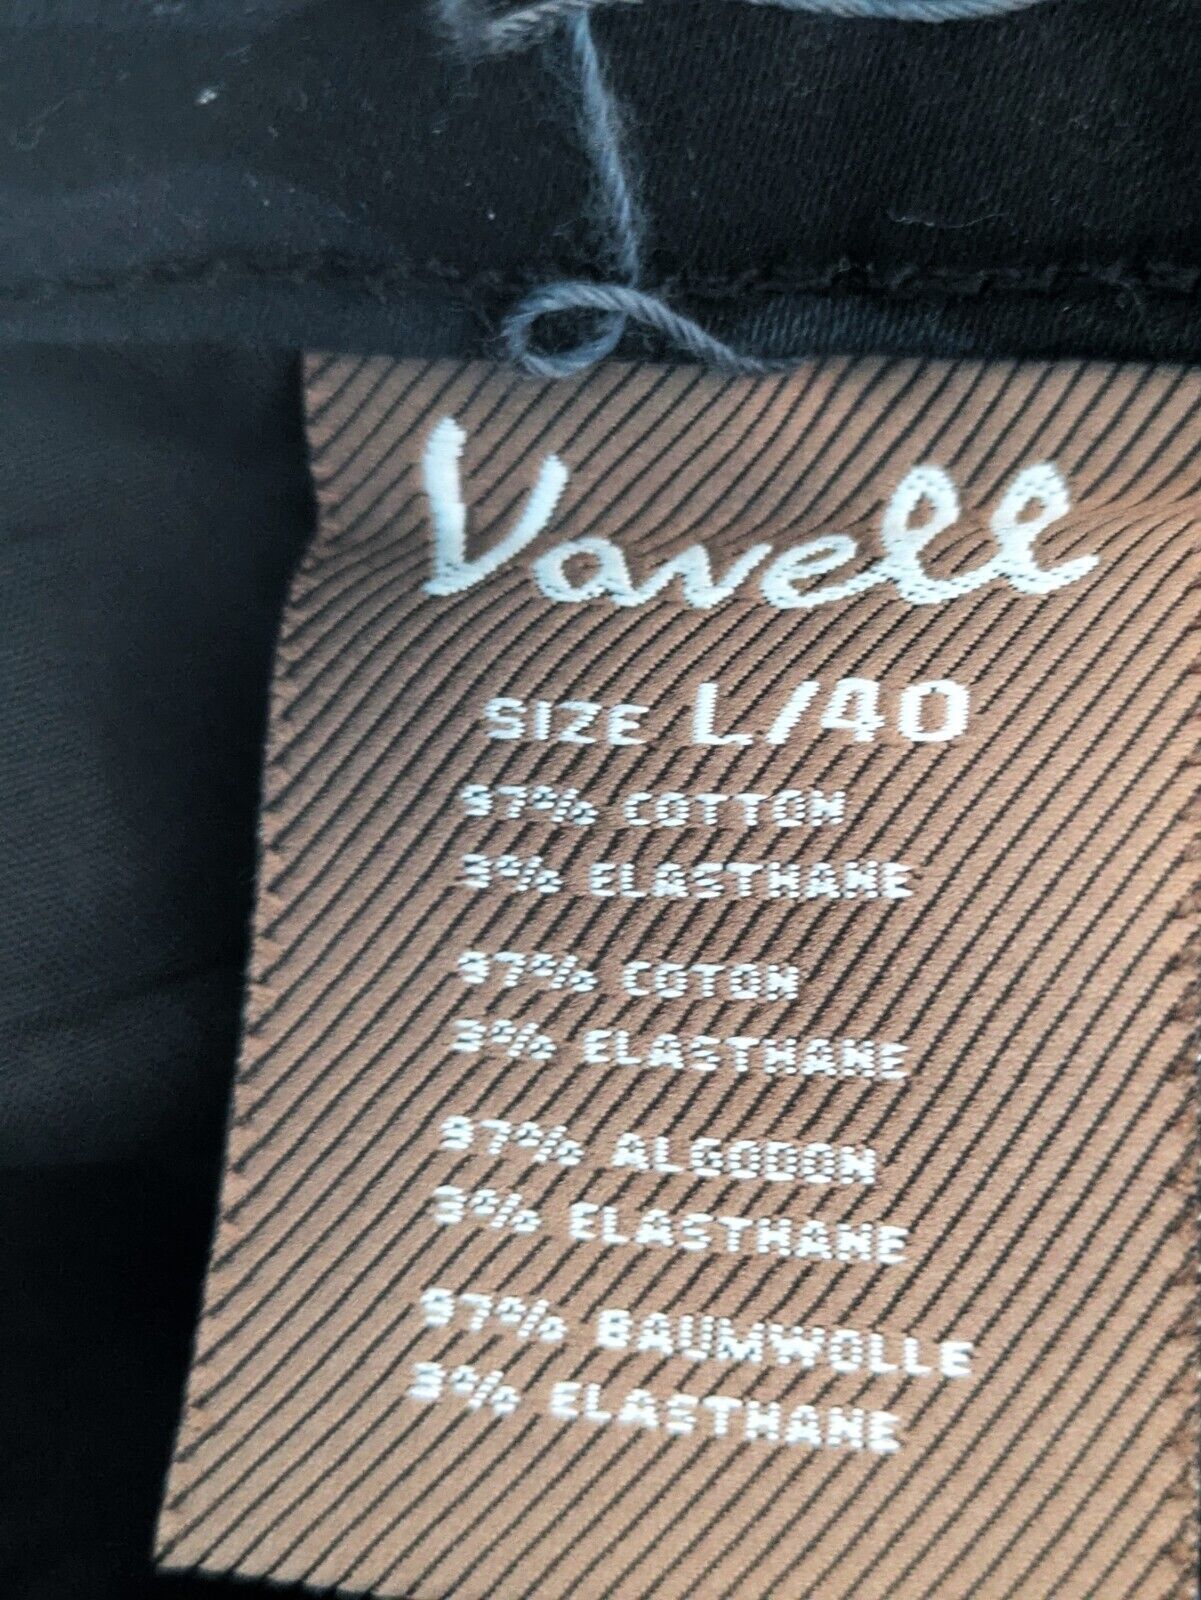 Vavell
SIZE L/40
97% COTTON
3% ELASTHANE
97% COTON
3% ELASTHANE
97% ALGODON
3% ELASTHANE
97% BAUMWOLLE
3% ELASTHANE